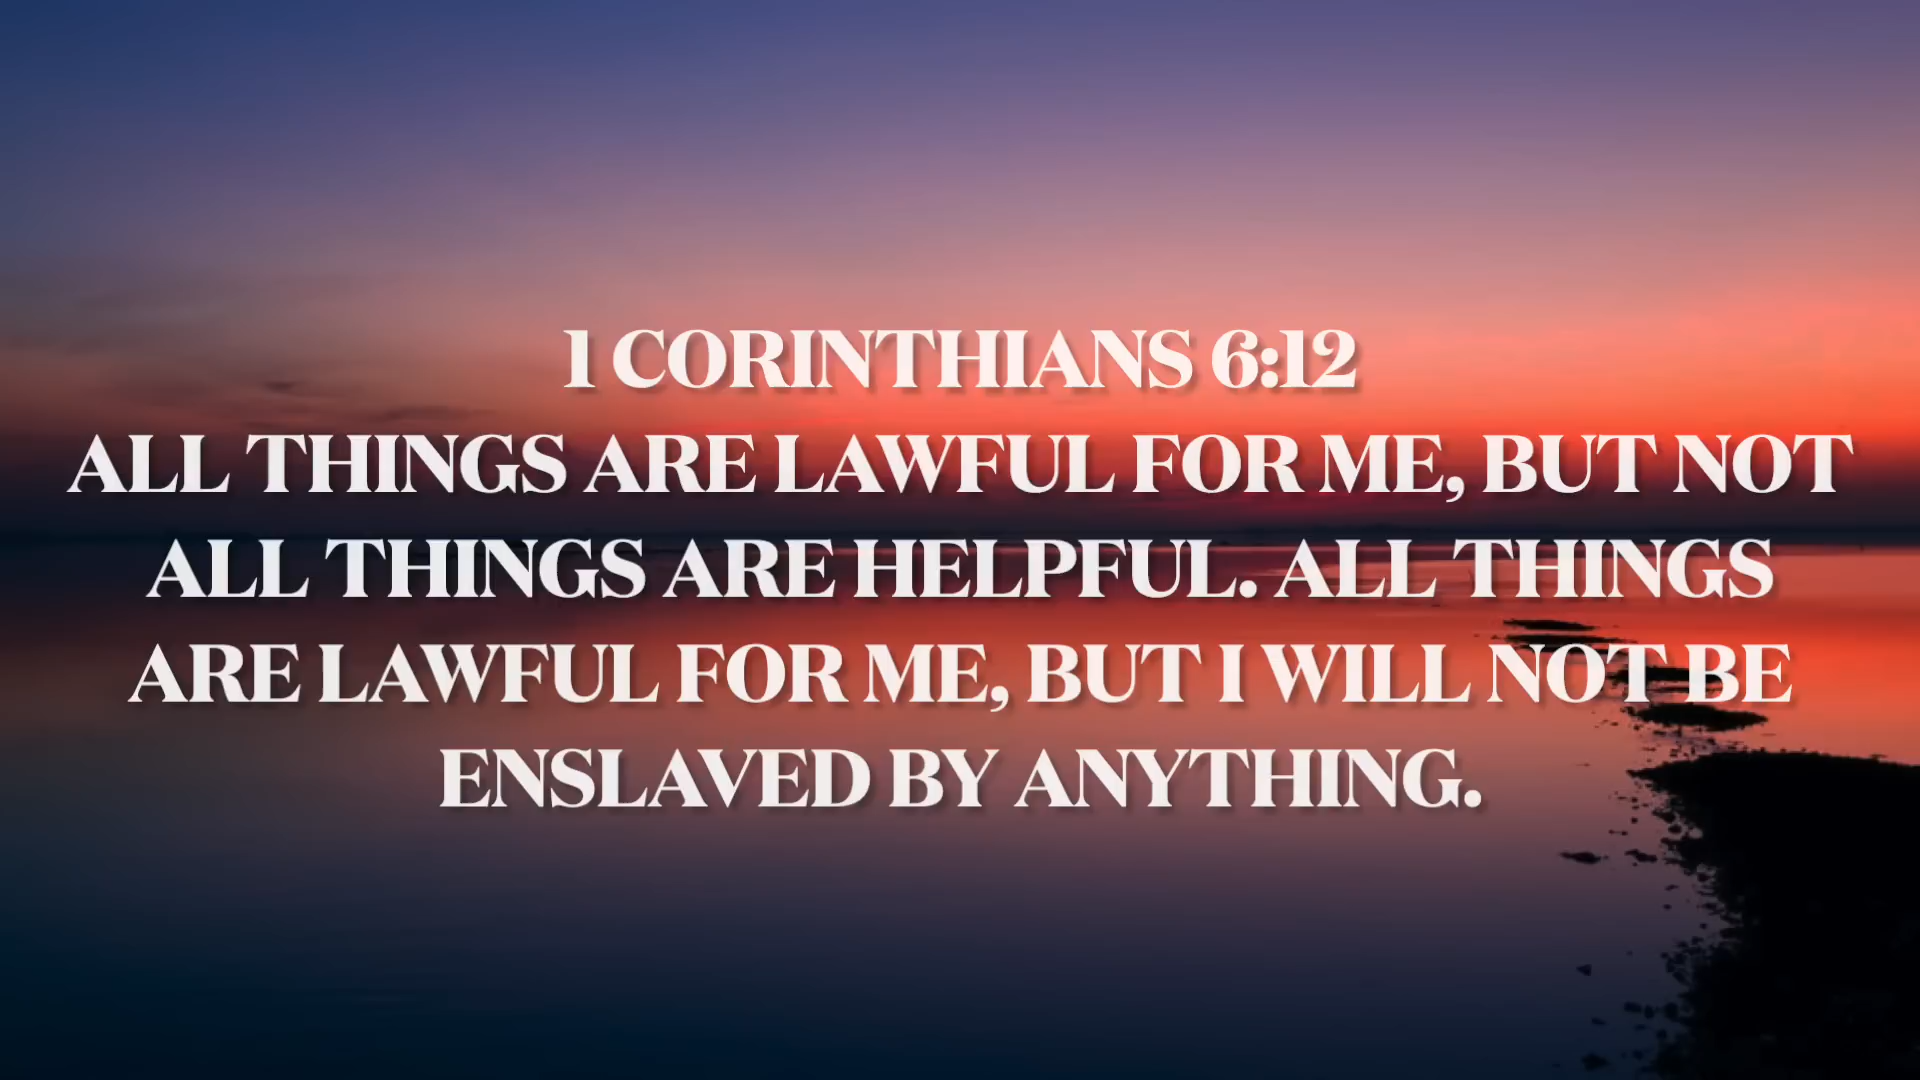 1 CORINTHIANS 6:12
ALL THINGS ARE LAWFUL FOR ME, BUT NOT
ALL THINGS ARE HELPFUL. ALL THINGS
ARE LAWFUL FOR ME, BUT I WILL NOT BE
ENSLAVED BY ANYTHING.